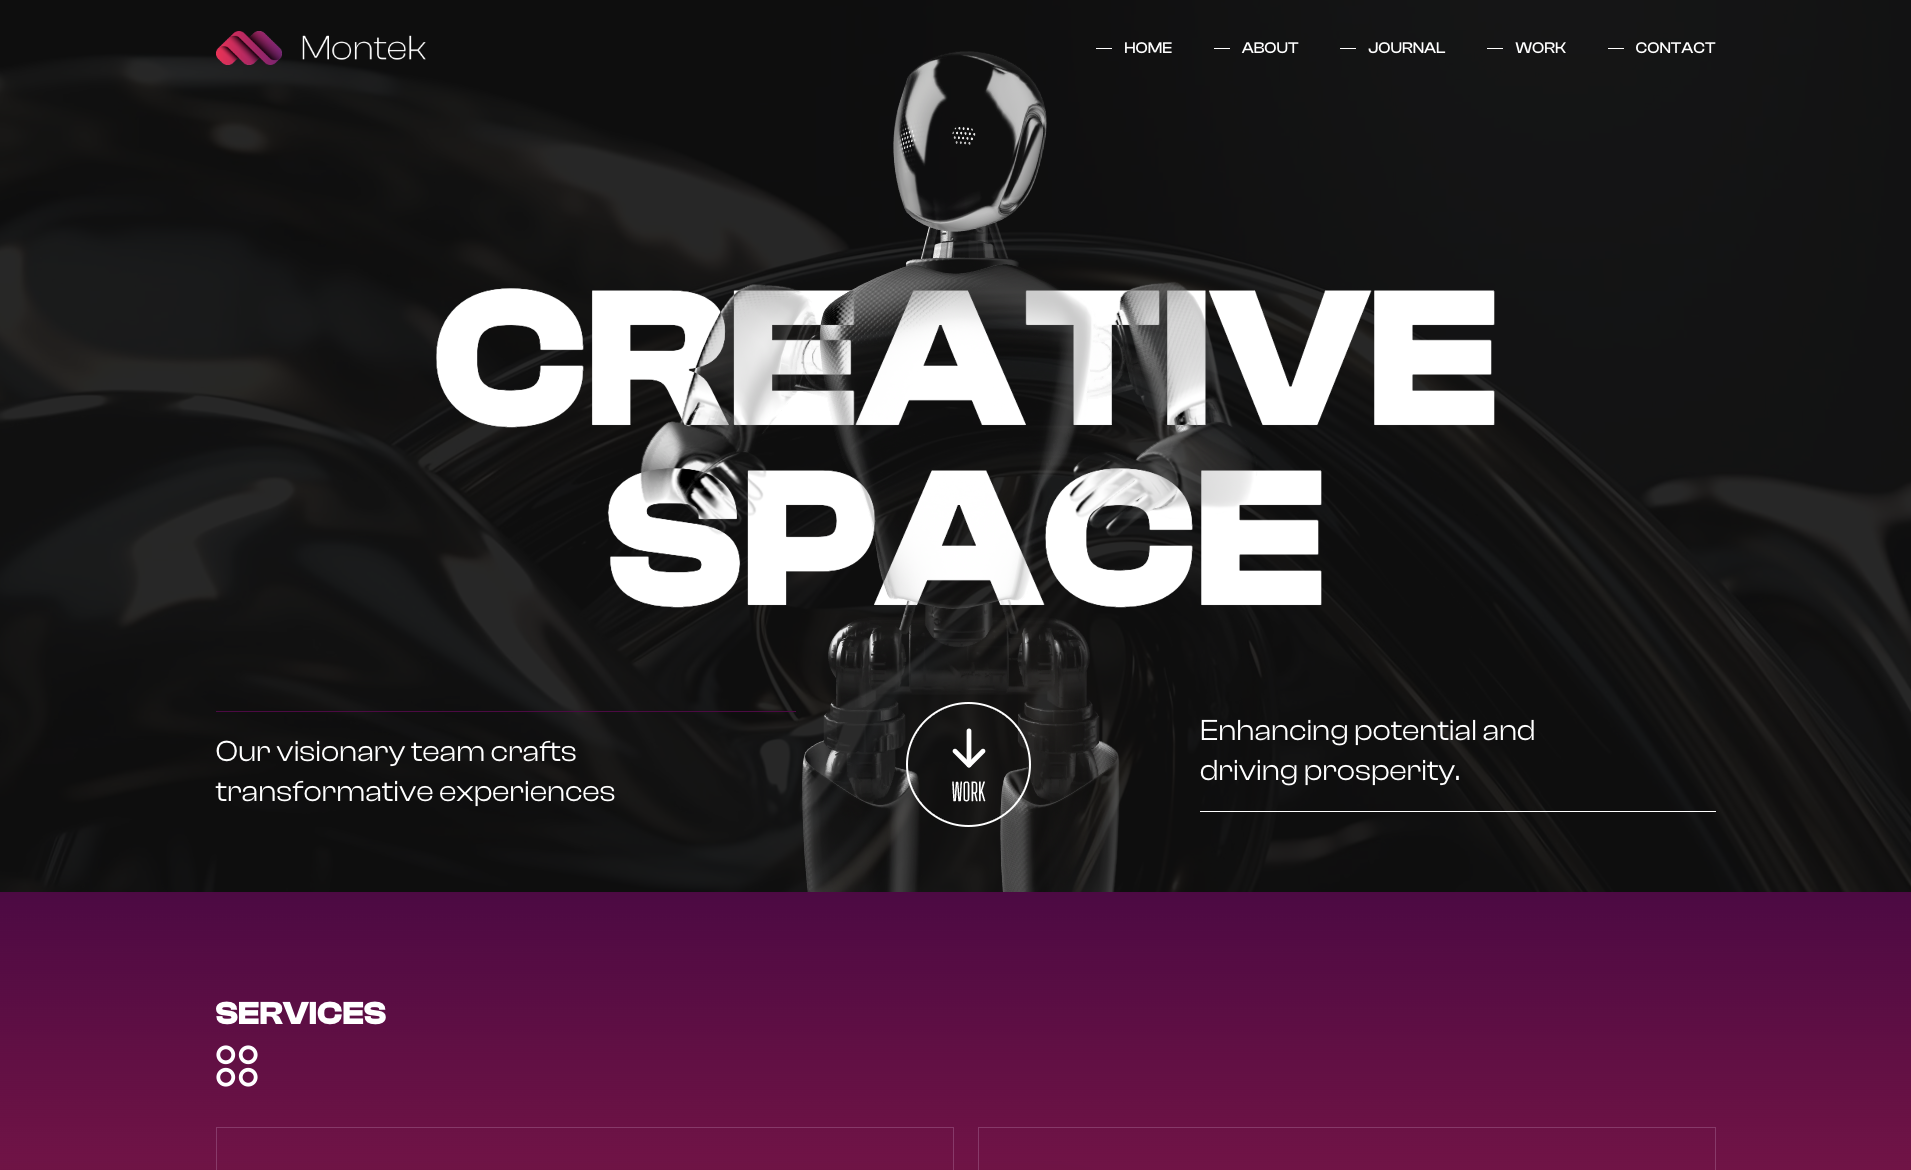 Montek
HOME
ABOUT
JOURNAL
WORK
CONTACT
CREATIVE
SPACE
Our visionary team crafts
transformative experiences
WORK
Enhancing potential and
driving prosperity.
SERVICES